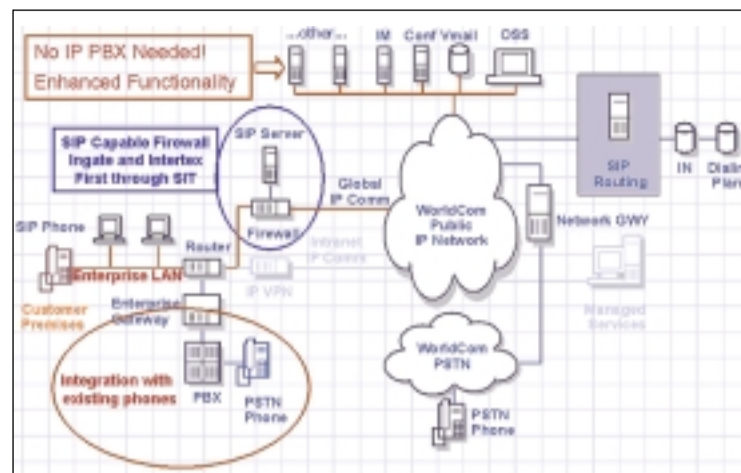 No IP PBX Needed!
Enhanced Functionality
...other...
IM
Conf
Vmail
OSS
SIP Capable Firewall
Ingate and Intertex
First through SIT
SIP Server
Firewall
Global
IP Comm
WorldCom
Public
IP Network
SIP
Routing
IN
Dialing
Plan
Network GWY
SIP Phone
Router
Enterprise LAN
Intranet
IP Comm
IP VPN
Customer
Premises
Enterprise
Gateway
Managed
Services
WorldCom
PSTN
Integration with
existing phones
PBX
PSTN
Phone
PSTN
Phone